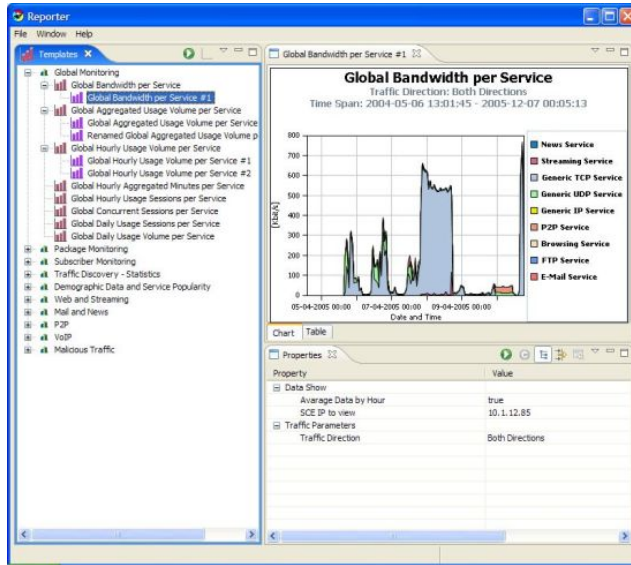 Reporter
File Window Help
Templates
Global Monitoring
Global Bandwidth per Service
Global Bandwidth per Service #1
Global Aggregated Usage Volume per Service
Global Aggregated Usage Volume per Service
Renamed Global Aggregated Usage Volume p
Global Hourly Usage Volume per Service
Global Hourly Usage Volume per Service #1
Global Hourly Usage Volume per Service #2
Global Hourly Aggregated Minutes per Service
Global Hourly Usage Sessions per Service
Global Concurrent Sessions per Service
Global Daily Usage Sessions per Service
Global Daily Usage Volume per Service
Package Monitoring
Subscriber Monitoring
Traffic Discovery - Statistics
Demographic Data and Service Popularity
Web and Streaming
Mail and News
P2P
VoIP
Malicious Traffic
Global Bandwidth per Service #1
Global Bandwidth per Service
Traffic Direction: Both Directions
Time Span: 2004-05-06 13:01:45 - 2005-12-07 00:05:13
800
700
600
500
400
300
200
100
0
[Kbit/s]
05-04-2005 00:00 07-04-2005 00:00 09-04-2005 00:00
Date and Time
News Service
Streaming Service
Generic TCP Service
Generic UDP Service
Generic IP Service
P2P Service
Browsing Service
FTP Service
E-Mail Service
Chart Table
Properties
Property Value
Data Show
Avarage Data by Hour true
SCE IP to view 10.1.12.85
Traffic Parameters
Traffic Direction Both Directions